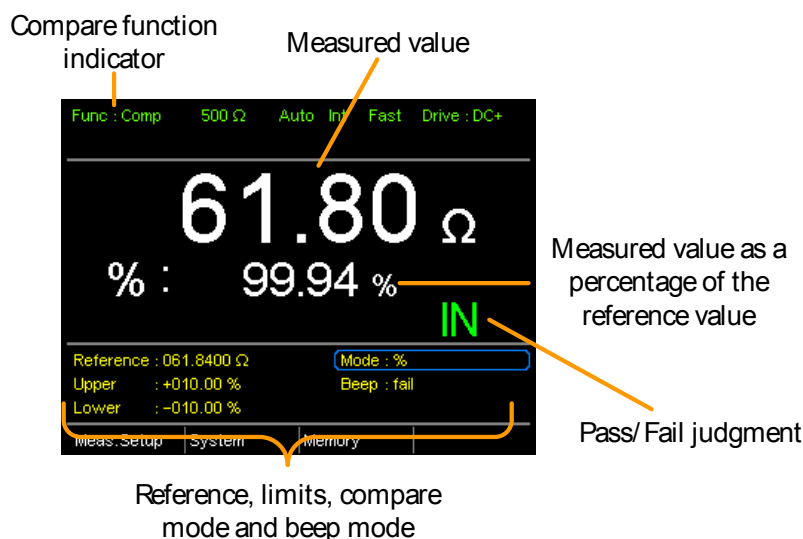 Compare function
indicator
Measured value
Func : Comp 500 Ω Auto Int Fast Drive : DC+
61.80 Ω
% : 99.94 %
Measured value as a
percentage of the
reference value
IN
Reference : 061.8400 Ω Mode : %
Upper : +010.00 % Beep : fail
Lower : -010.00 %
Pass/ Fail judgment
Meas.Setup System Memory
Reference, limits, compare
mode and beep mode